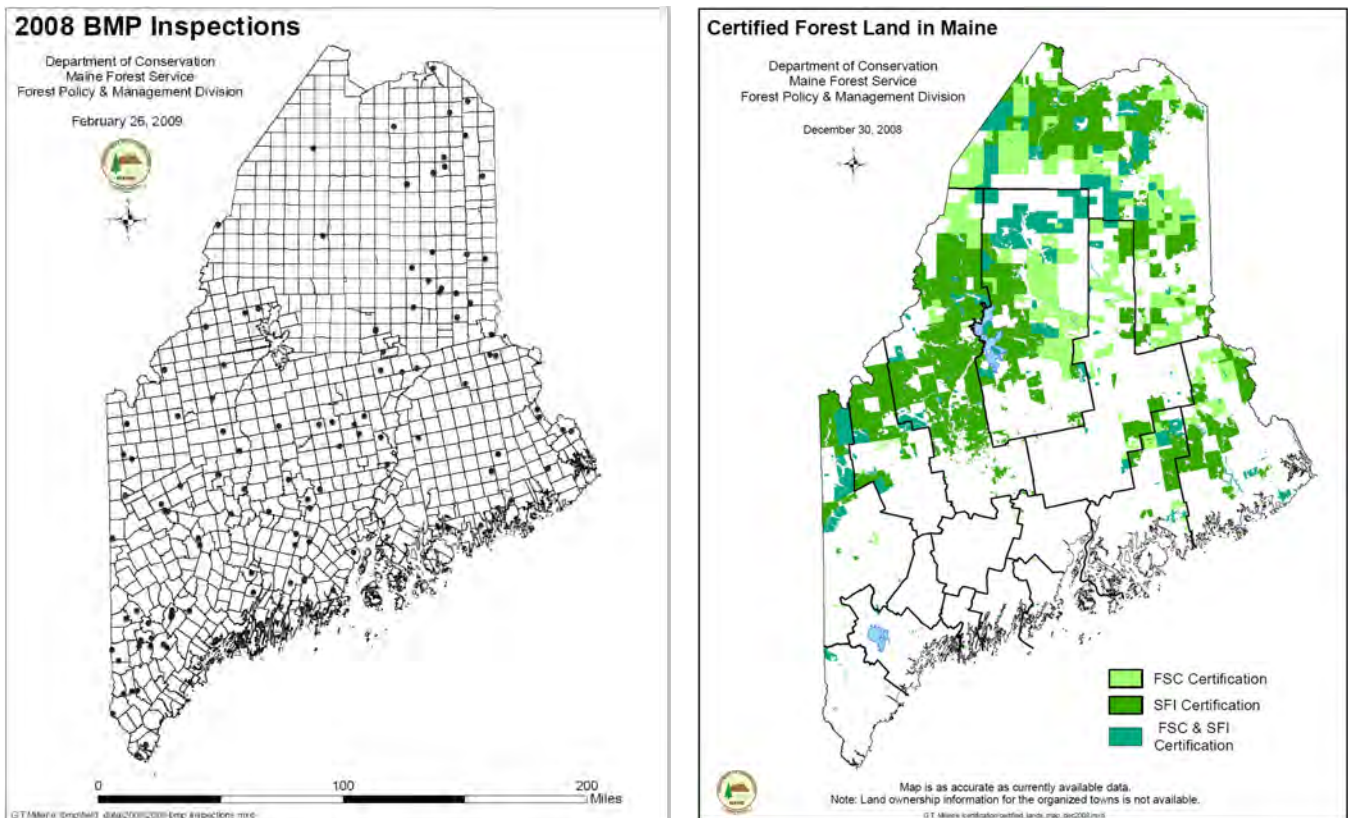 2008 BMP Inspections
Department of Conservation
Maine Forest Service
Forest Policy & Management Division
February 26, 2009
0 100 200
Miles
Certified Forest Land in Maine
Department of Conservation
Maine Forest Service
Forest Policy & Management Division
December 30, 2008
FSC Certification
SFI Certification
FSC & SFI
Certification
Map is as accurate as currently available data.
Note: Land ownership information for the organized towns is not available.